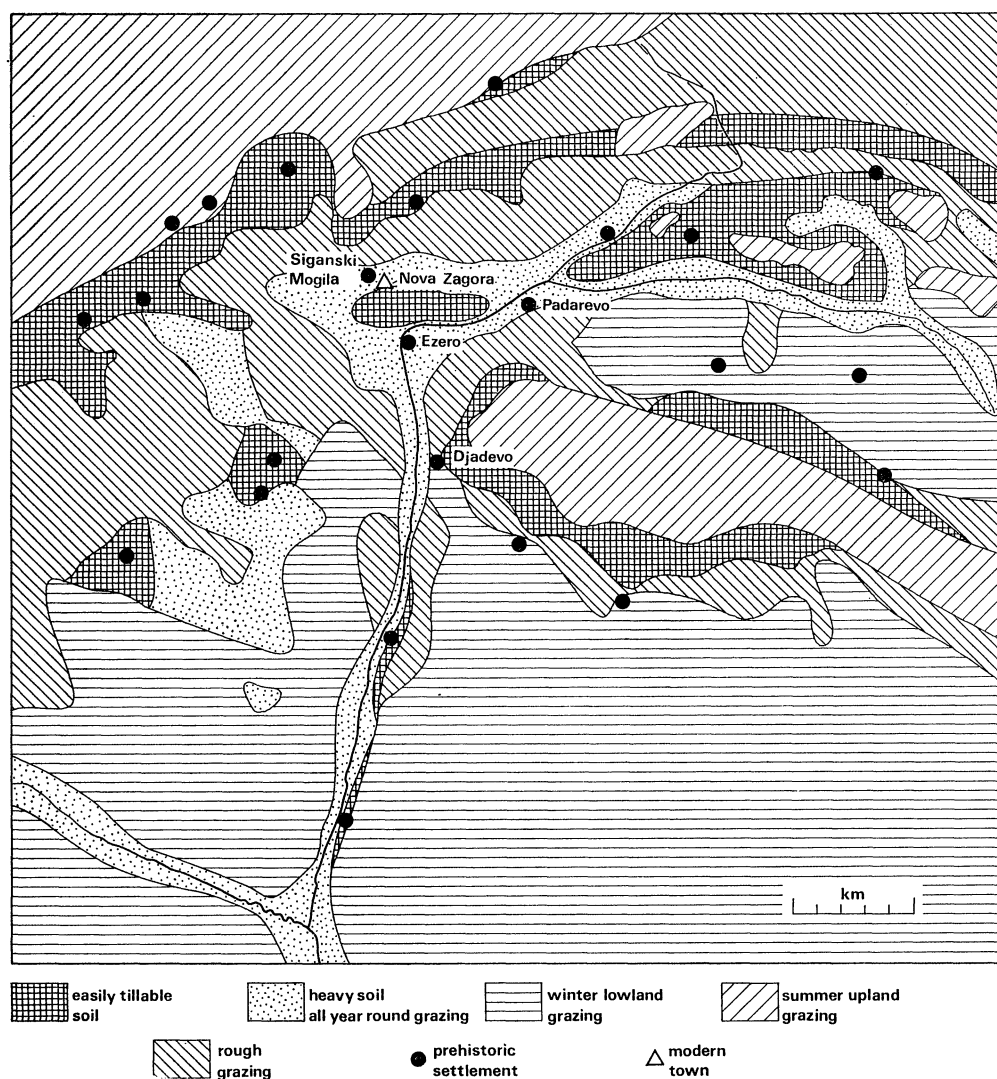 Siganski
Mogila
Nova Zagora
Padarevo
Ezero
Djadevo
km
easily tillable
soil
heavy soil
all year round grazing
winter lowland
grazing
summer upland
grazing
rough
grazing
prehistoric
settlement
modern
town